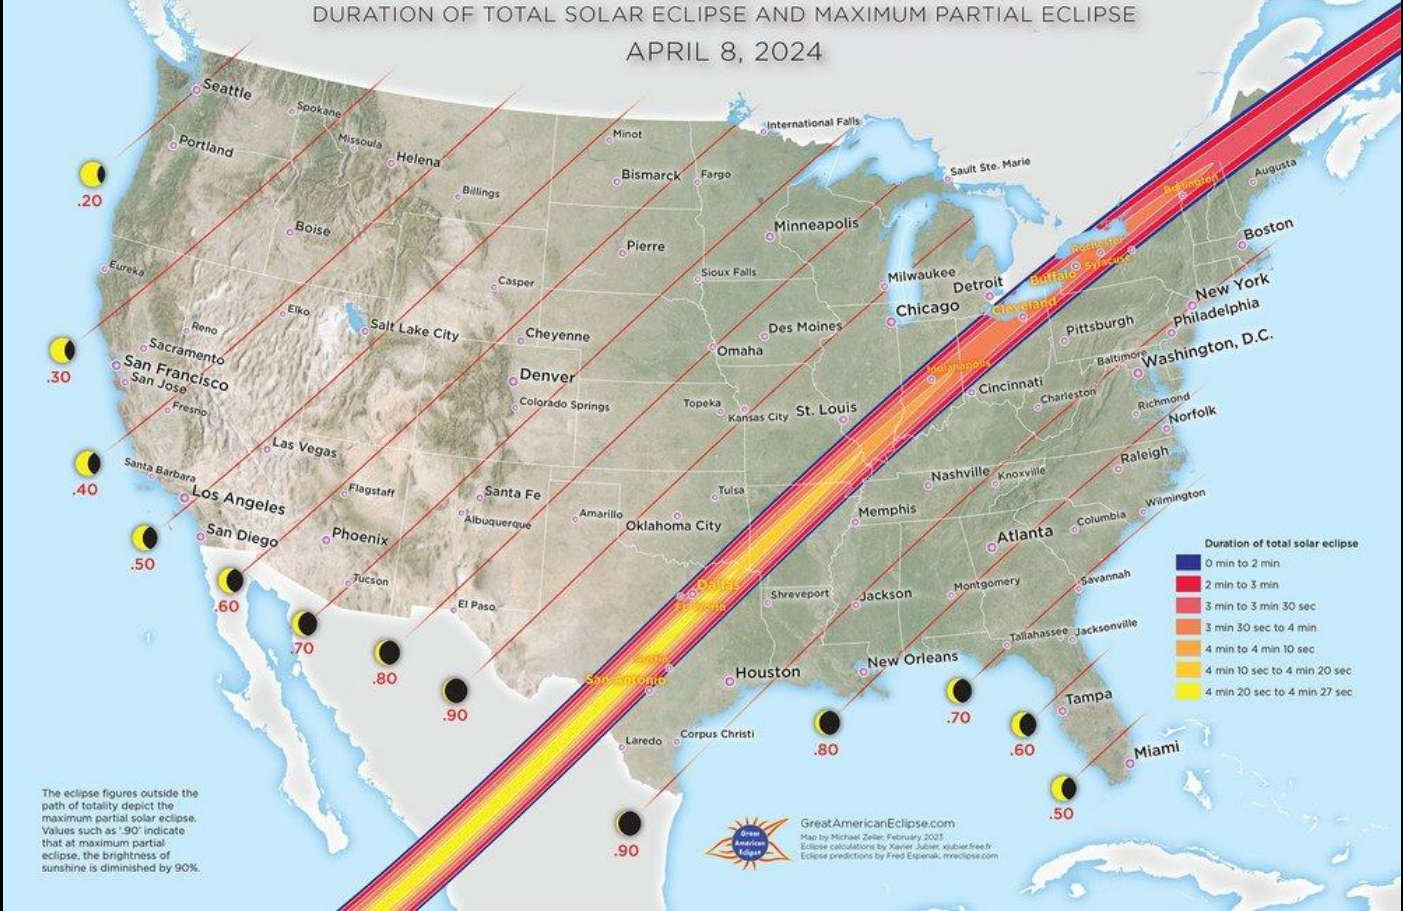 DURATION OF TOTAL SOLAR ECLIPSE AND MAXIMUM PARTIAL ECLIPSE
APRIL 8, 2024
Seattle
Spokane
Portland
Missoula
Helena
Billings
Minot
Bismarck
Fargo
International Falls
Sault Ste. Marie
Boise
Pierre
Minneapolis
Burlington
Augusta
Boston
Eureka
Elko
Reno
Salt Lake City
Casper
Sioux Falls
Milwaukee
Detroit
Rochester
Syracuse
Buffalo
Cleveland
New York
Philadelphia
Sacramento
San Francisco
San Jose
Fresno
Cheyenne
Denver
Colorado Springs
Omaha
Des Moines
Chicago
Indianapolis
Pittsburgh
Baltimore
Washington, D.C.
Topeka
Kansas City
St. Louis
Cincinnati
Charleston
Richmond
Norfolk
Las Vegas
Santa Barbara
Los Angeles
San Diego
Flagstaff
Phoenix
Tucson
Santa Fe
Albuquerque
Amarillo
Oklahoma City
Tulsa
Memphis
Nashville
Knoxville
Raleigh
Wilmington
Columbia
Atlanta
El Paso
Dallas
Ft. Worth
Shreveport
Jackson
Montgomery
Savannah
Tallahassee
Jacksonville
Austin
San Antonio
Houston
New Orleans
Tampa
Miami
Laredo
Corpus Christi
.20
.30
.40
.50
.60
.70
.80
.90
.90
.80
.70
.60
.50
Duration of total solar eclipse
0 min to 2 min
2 min to 3 min
3 min to 3 min 30 sec
3 min 30 sec to 4 min
4 min to 4 min 10 sec
4 min 10 sec to 4 min 20 sec
4 min 20 sec to 4 min 27 sec
The eclipse figures outside the
path of totality depict the
maximum partial solar eclipse.
Values such as '.90' indicate
that at maximum partial
eclipse, the brightness of
sunshine is diminished by 90%.
Great
American
Eclipse
GreatAmericanEclipse.com
Map by Michael Zeiler, February 2023
Eclipse calculations by Xavier Jubier, xjubier.free.fr
Eclipse predictions by Fred Espenak, mreclipse.com